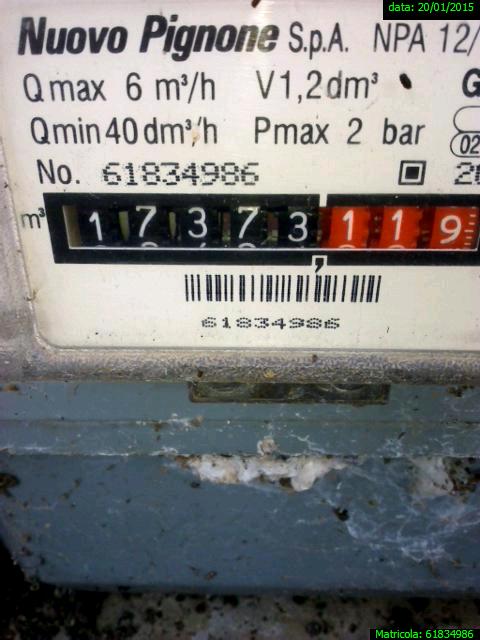 data: 20/01/2015
Nuovo Pignone S.p.A. NPA 12/
Qmax 6 m³/h V1,2dm³ G
Qmin 40 dm³/h Pmax 2 bar 02
No. 61834986
m³ 17373,119
61834986
Matricola: 61834986